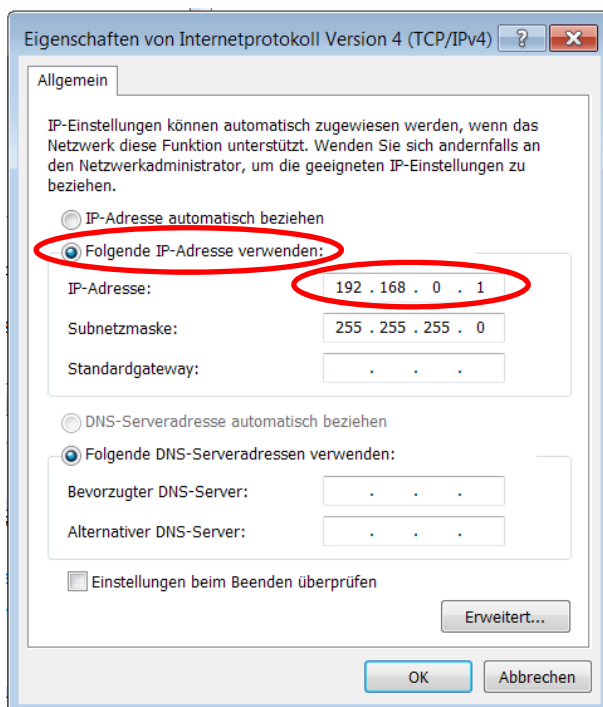 Eigenschaften von Internetprotokoll Version 4 (TCP/IPv4)
Allgemein
IP-Einstellungen können automatisch zugewiesen werden, wenn das
Netzwerk diese Funktion unterstützt. Wenden Sie sich andernfalls an
den Netzwerkadministrator, um die geeigneten IP-Einstellungen zu
beziehen.
IP-Adresse automatisch beziehen
Folgende IP-Adresse verwenden:
IP-Adresse: 192 . 168 . 0 . 1
Subnetzmaske: 255 . 255 . 255 . 0
Standardgateway: . . .
DNS-Serveradresse automatisch beziehen
Folgende DNS-Serveradressen verwenden:
Bevorzugter DNS-Server: . . .
Alternativer DNS-Server: . . .
Einstellungen beim Beenden überprüfen
Erweitert...
OK Abbrechen